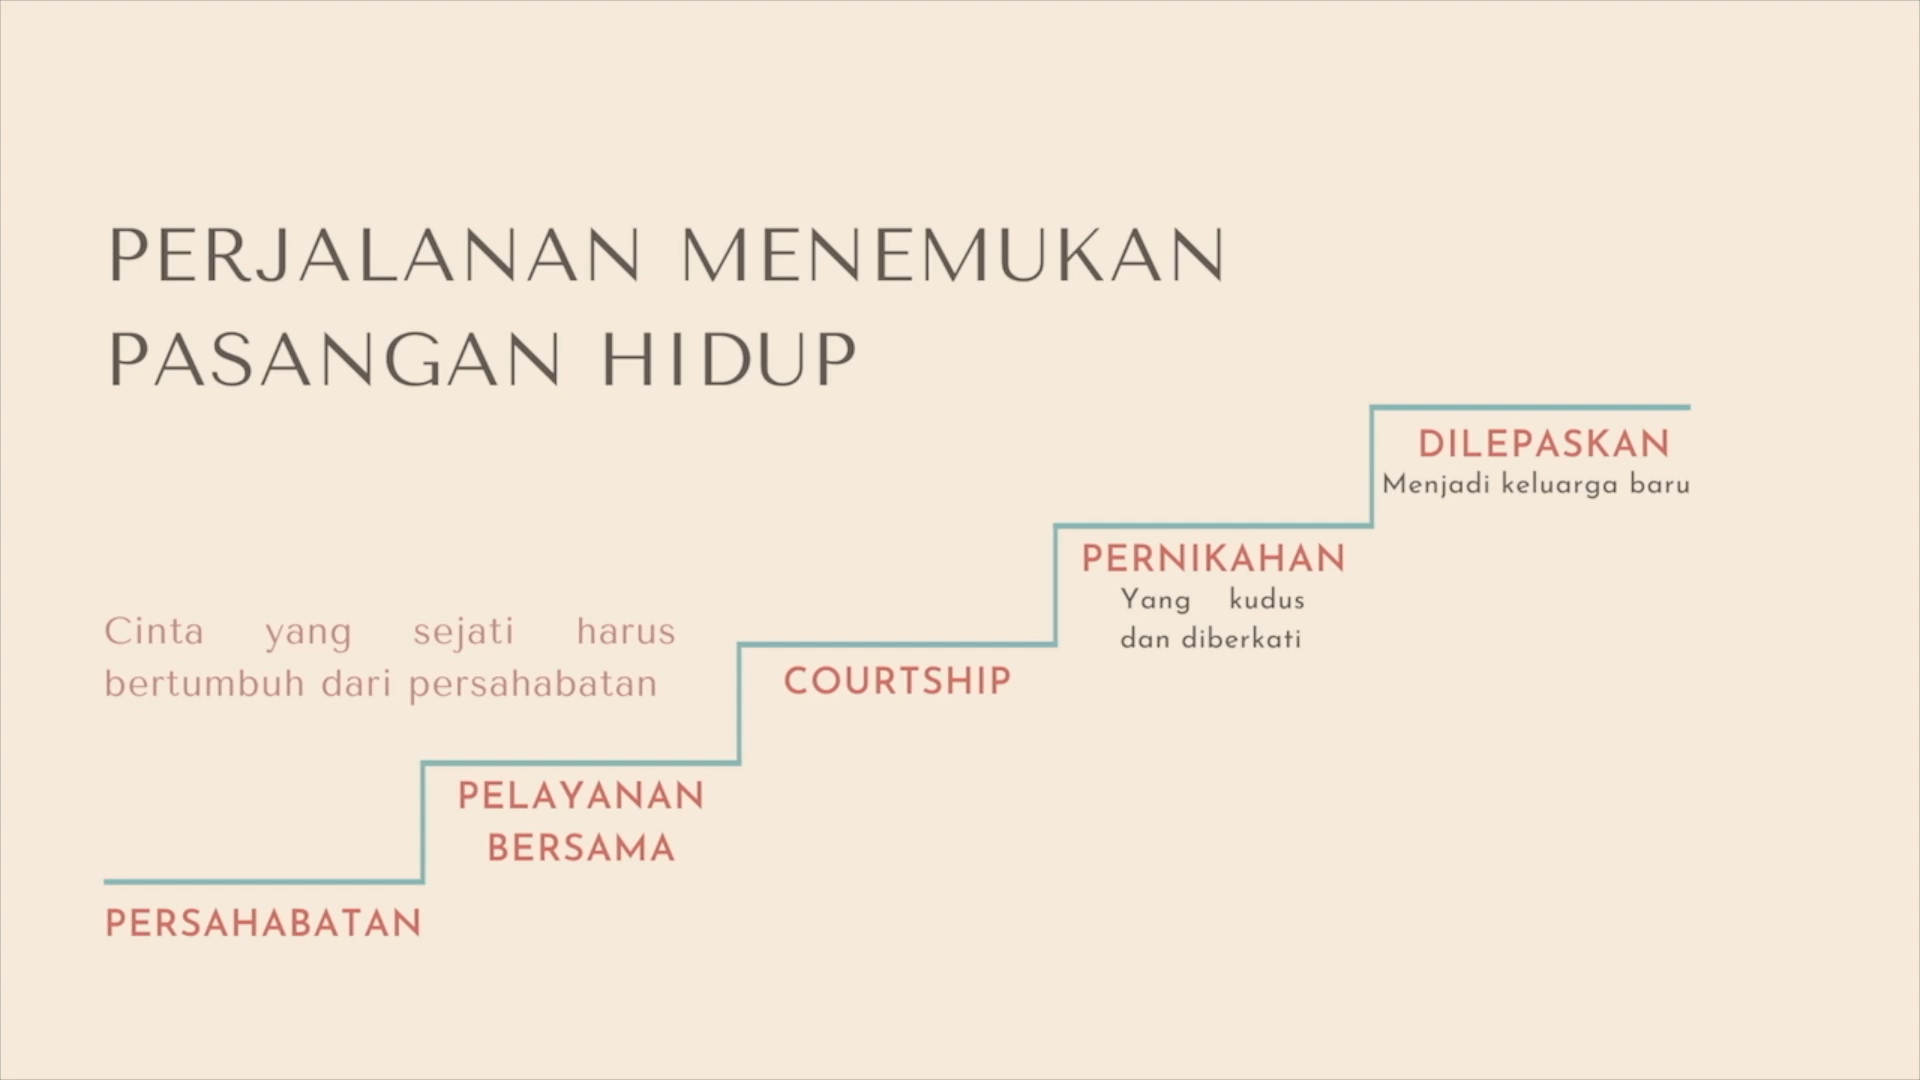 PERJALANAN MENEMUKAN
PASANGAN HIDUP
Cinta yang sejati harus
bertumbuh dari persahabatan
PERSAHABATAN
PELAYANAN
BERSAMA
COURTSHIP
PERNIKAHAN
Yang kudus
dan diberkati
DILEPASKAN
Menjadi keluarga baru